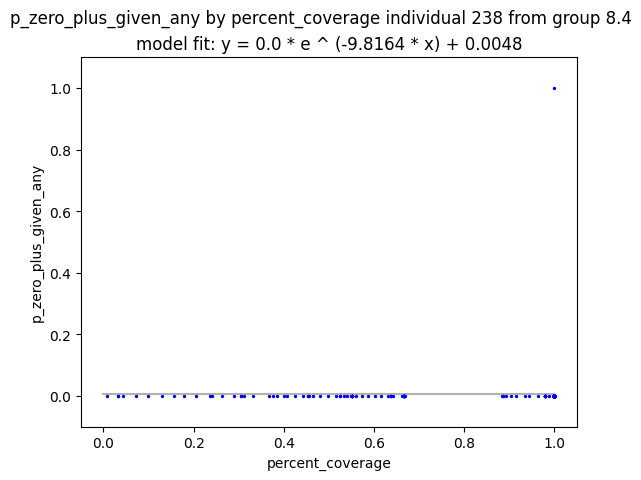 p_zero_plus_given_any by percent_coverage individual 238 from group 8.4
model fit: y = 0.0 * e ^ (-9.8164 * x) + 0.0048
1.0
0.8
0.6
0.4
0.2
0.0
p_zero_plus_given_any
0.0 0.2 0.4 0.6 0.8 1.0
percent_coverage